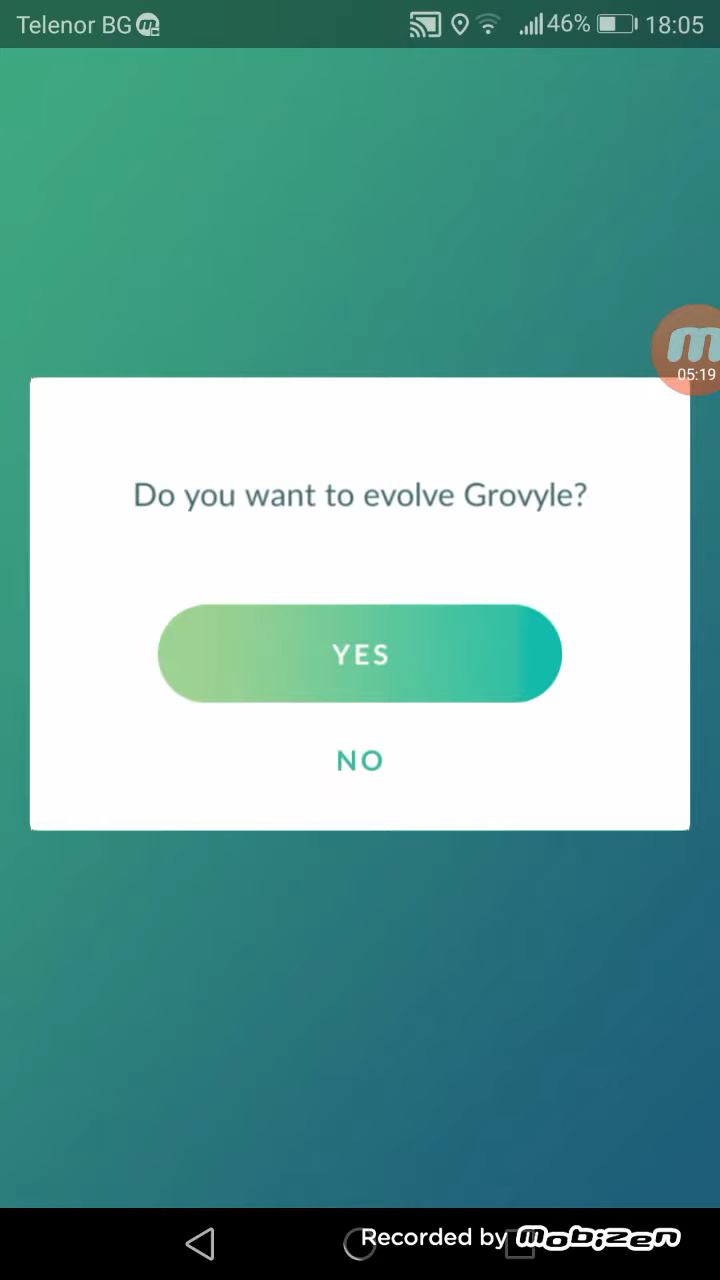 Telenor BG 46% 18:05
m
05:19
Do you want to evolve Grovyle?
YES
NO
Recorded by mobizen